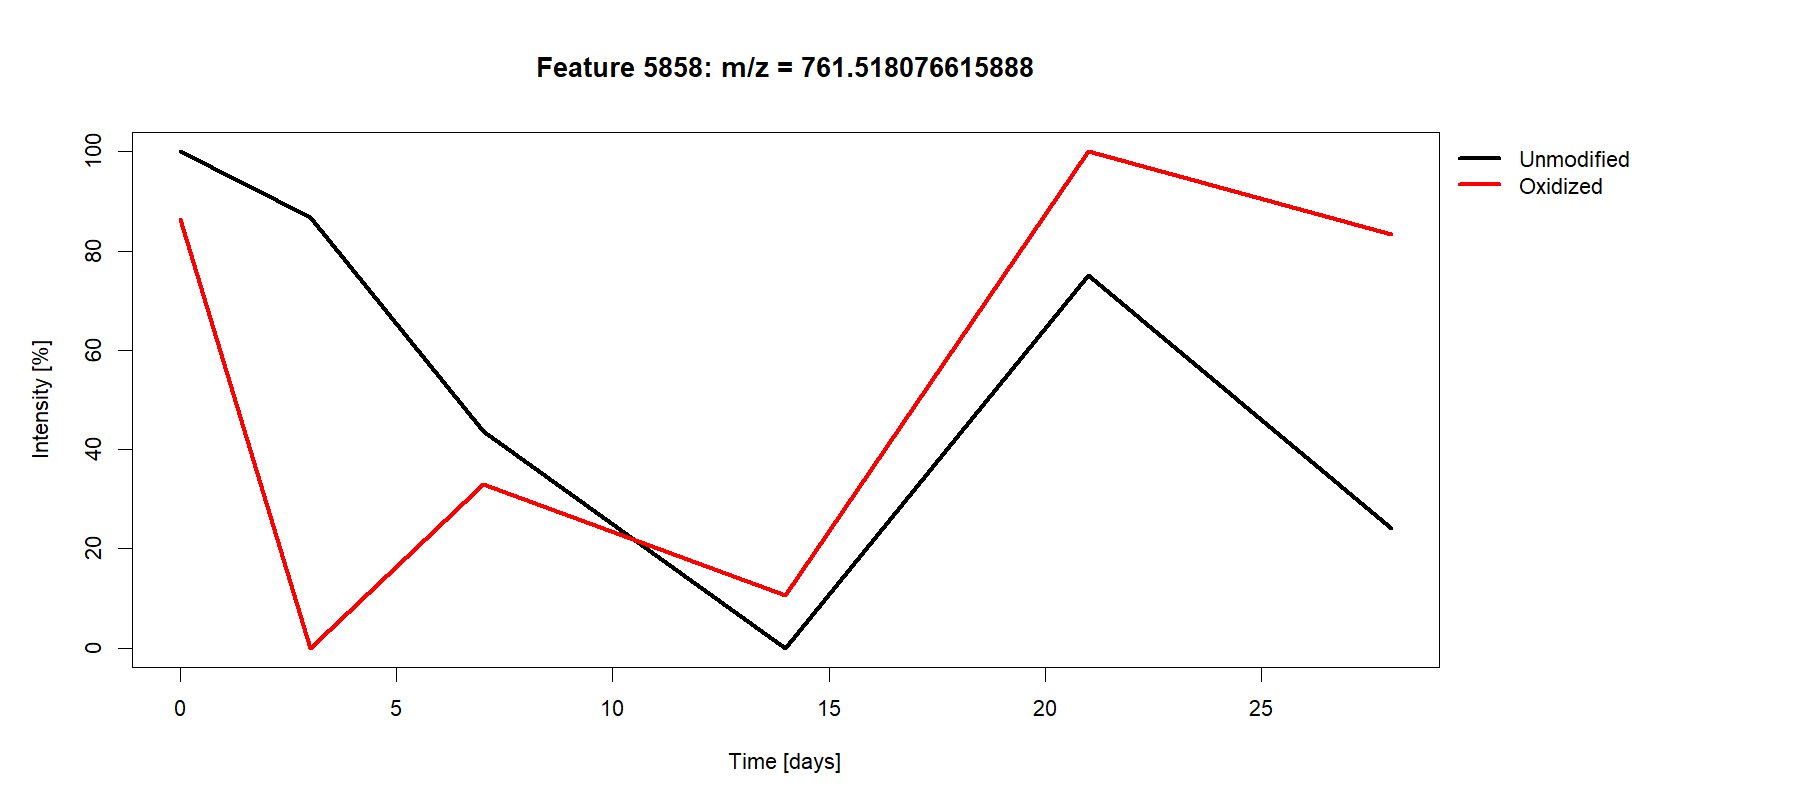 Feature 5858: m/z = 761.518076615888
Unmodified
Oxidized
Intensity [%]
100
80
60
40
20
0
0 5 10 15 20 25
Time [days]